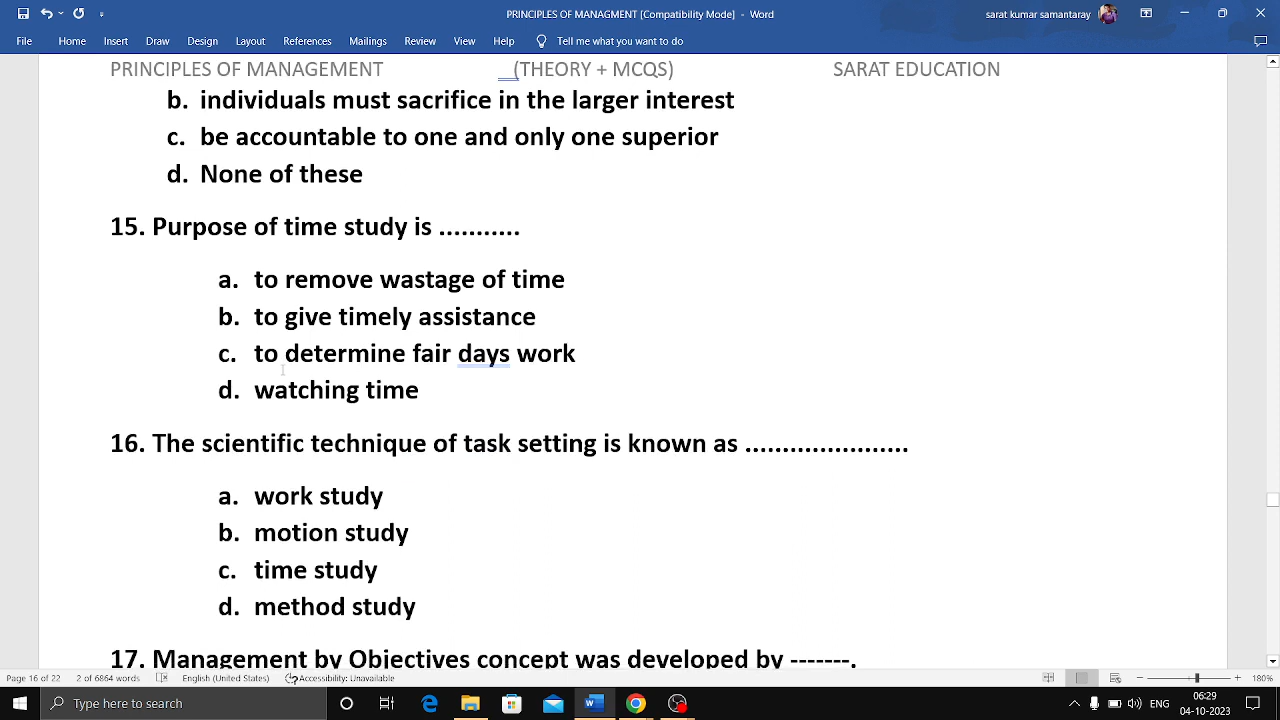 PRINCIPLES OF MANAGEMENT [Compatibility Mode] - Word
sarat kumar samantaray
File Home Insert Draw Design Layout References Mailings Review View Help Tell me what you want to do
PRINCIPLES OF MANAGEMENT (THEORY + MCQS) SARAT EDUCATION
b. individuals must sacrifice in the larger interest
c. be accountable to one and only one superior
d. None of these
15. Purpose of time study is ...........
a. to remove wastage of time
b. to give timely assistance
c. to determine fair days work
d. watching time
16. The scientific technique of task setting is known as ......................
a. work study
b. motion study
c. time study
d. method study
17. Management by Objectives concept was developed by -------.
Page 16 of 22 words English (United States) Accessibility: Unavailable 180%
Type here to search
ENG
06:29
04-10-2023